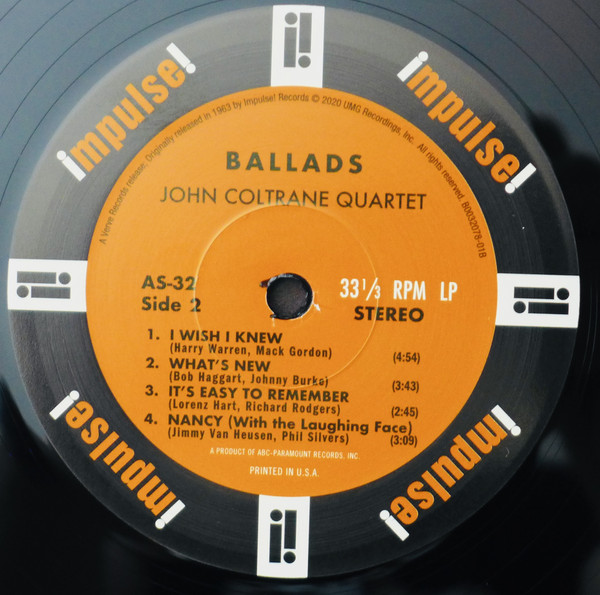 impulse!
impulse!
A Verve Records release. Originally released in 1963 by Impulse! Records © 2020 UMG Recordings, Inc. All rights reserved. B0032078-01B
BALLADS
JOHN COLTRANE QUARTET
AS-32 33 1/3 RPM LP
Side 2 STEREO
1. I WISH I KNEW
(Harry Warren, Mack Gordon) (4:54)
2. WHAT'S NEW
(Bob Haggart, Johnny Burke) (3:43)
3. IT'S EASY TO REMEMBER
(Lorenz Hart, Richard Rodgers) (2:45)
4. NANCY (With the Laughing Face)
(Jimmy Van Heusen, Phil Silvers) (3:09)
A PRODUCT OF ABC-PARAMOUNT RECORDS, INC.
PRINTED IN U.S.A.
impulse!
impulse!